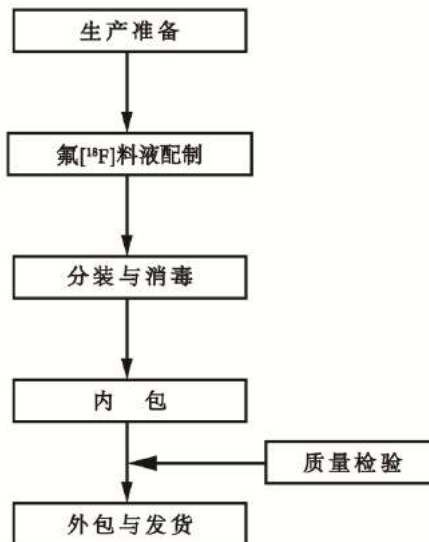 生产准备
氟[¹⁸F]料液配制
分装与消毒
内 包
质量检验
外包与发货